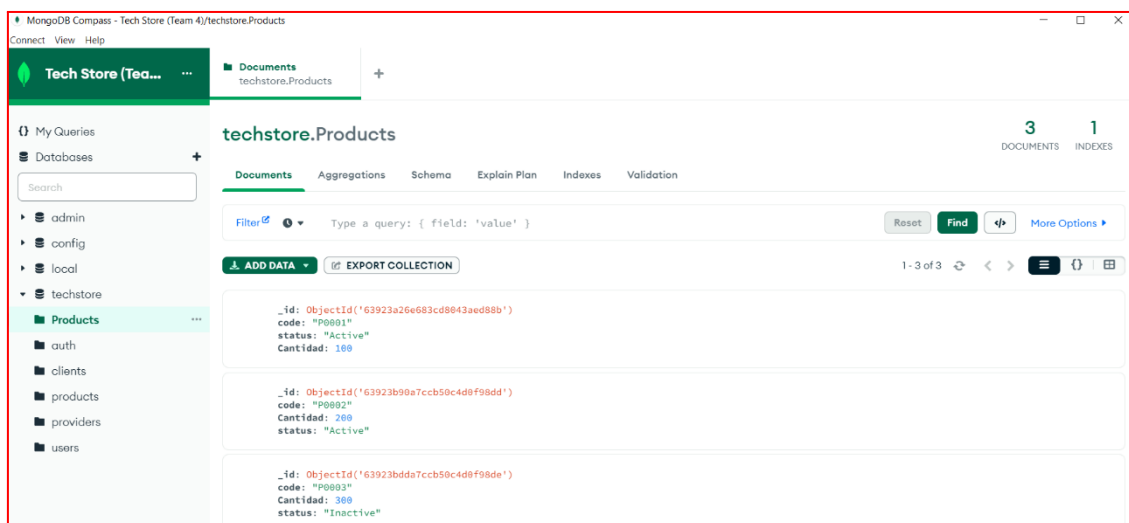 MongoDB Compass - Tech Store (Team 4)/techstore.Products
Connect View Help
Tech Store (Tea... ...
Documents
techstore.Products
+
{} My Queries
Databases +
Search
admin
config
local
techstore
Products ...
auth
clients
products
providers
users
techstore.Products
3
DOCUMENTS
1
INDEXES
Documents Aggregations Schema Explain Plan Indexes Validation
Filter Type a query: { field: 'value' } Reset Find </> More Options
ADD DATA EXPORT COLLECTION 1 - 3 of 3 {}
_id: ObjectId('63923a26e683cd8043aed88b')
code: "P0001"
status: "Active"
Cantidad: 100
_id: ObjectId('63923b90a7ccb50c4d0f98dd')
code: "P0002"
Cantidad: 200
status: "Active"
_id: ObjectId('63923bdda7ccb50c4d0f98de')
code: "P0003"
Cantidad: 300
status: "Inactive"